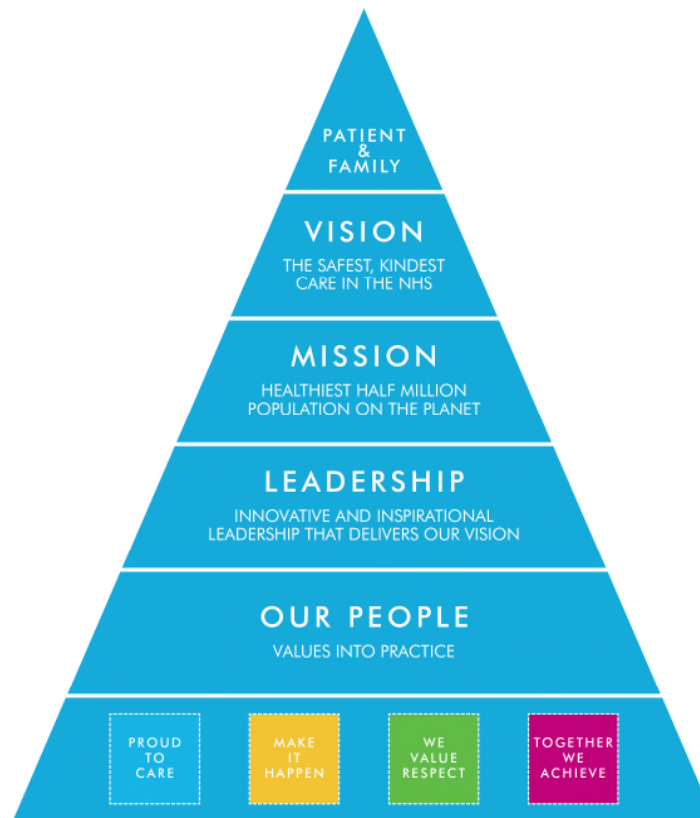 PATIENT
&
FAMILY
VISION
THE SAFEST, KINDEST
CARE IN THE NHS
MISSION
HEALTHIEST HALF MILLION
POPULATION ON THE PLANET
LEADERSHIP
INNOVATIVE AND INSPIRATIONAL
LEADERSHIP THAT DELIVERS OUR VISION
OUR PEOPLE
VALUES INTO PRACTICE
PROUD
TO
CARE
MAKE
IT
HAPPEN
WE
VALUE
RESPECT
TOGETHER
WE
ACHIEVE